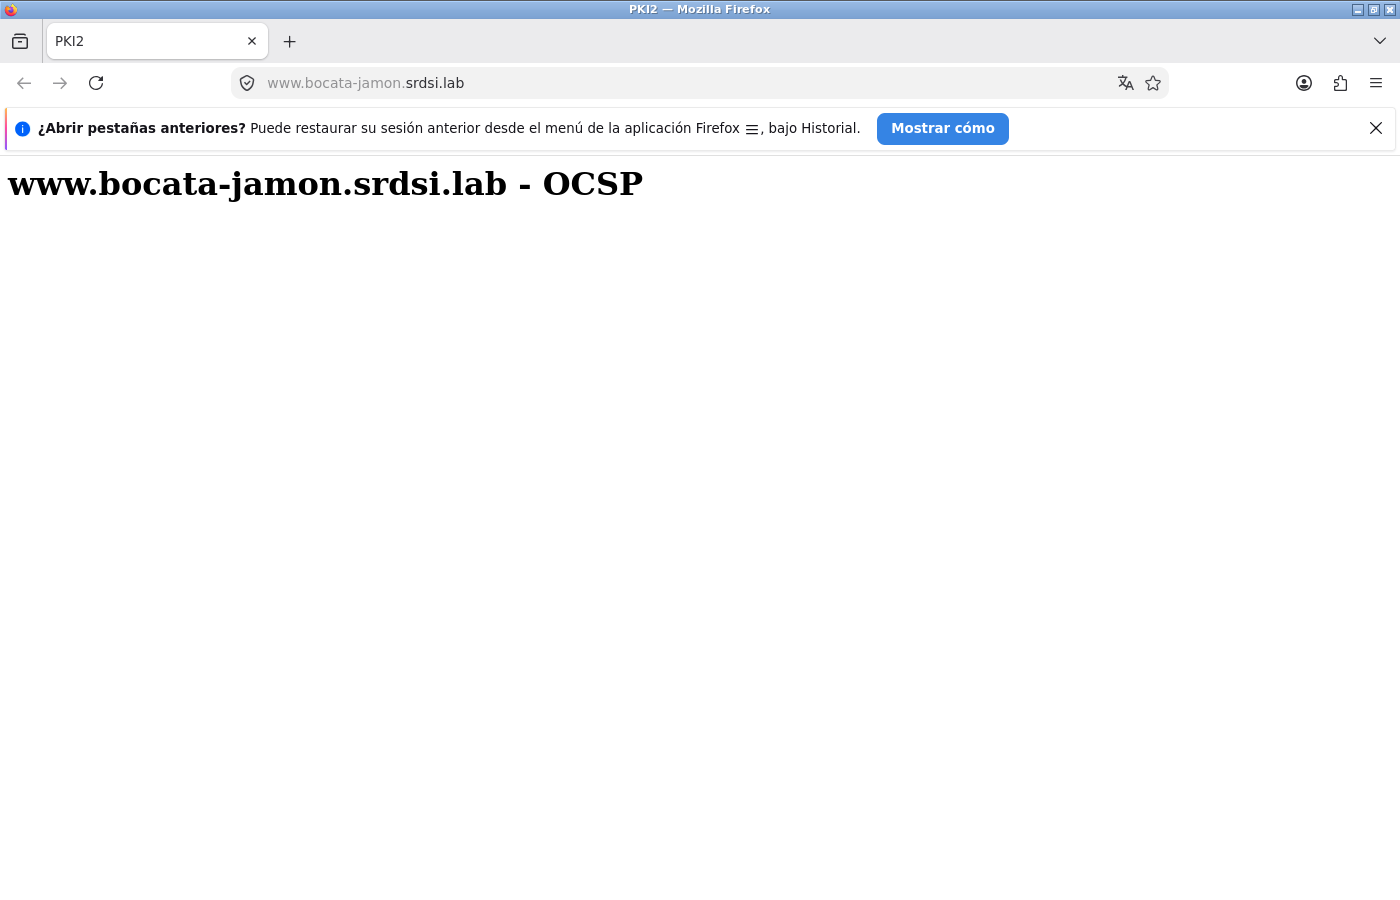 PKI2 — Mozilla Firefox
PKI2
www.bocata-jamon.srdsi.lab
¿Abrir pestañas anteriores? Puede restaurar su sesión anterior desde el menú de la aplicación Firefox ☰, bajo Historial. Mostrar cómo
www.bocata-jamon.srdsi.lab - OCSP